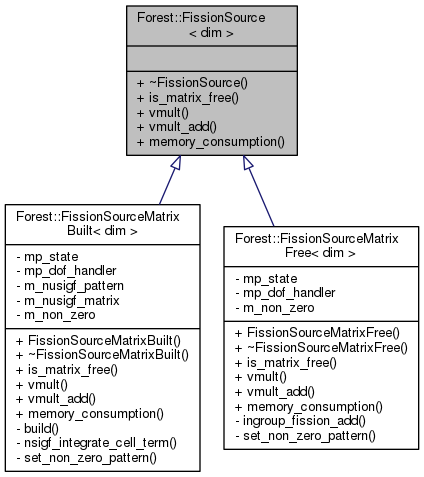 Forest::FissionSource
< dim >
+ ~FissionSource()
+ is_matrix_free()
+ vmult()
+ vmult_add()
+ memory_consumption()
Forest::FissionSourceMatrix
Built< dim >
- mp_state
- mp_dof_handler
- m_nusigf_pattern
- m_nusigf_matrix
- m_non_zero
+ FissionSourceMatrixBuilt()
+ ~FissionSourceMatrixBuilt()
+ is_matrix_free()
+ vmult()
+ vmult_add()
+ memory_consumption()
- build()
- nsigf_integrate_cell_term()
- set_non_zero_pattern()
Forest::FissionSourceMatrix
Free< dim >
- mp_state
- mp_dof_handler
- m_non_zero
+ FissionSourceMatrixFree()
+ ~FissionSourceMatrixFree()
+ is_matrix_free()
+ vmult()
+ vmult_add()
+ memory_consumption()
- ingroup_fission_add()
- set_non_zero_pattern()